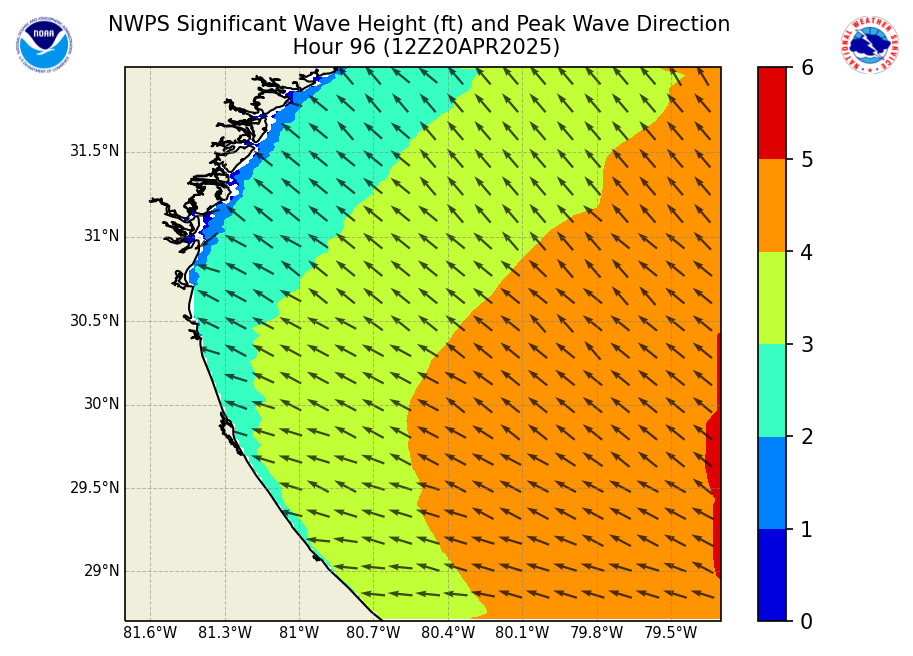 NWPS Significant Wave Height (ft) and Peak Wave Direction
Hour 96 (12Z20APR2025)
NOAA
NATIONAL WEATHER SERVICE
31.5°N
31°N
30.5°N
30°N
29.5°N
29°N
81.6°W 81.3°W 81°W 80.7°W 80.4°W 80.1°W 79.8°W 79.5°W
6
5
4
3
2
1
0